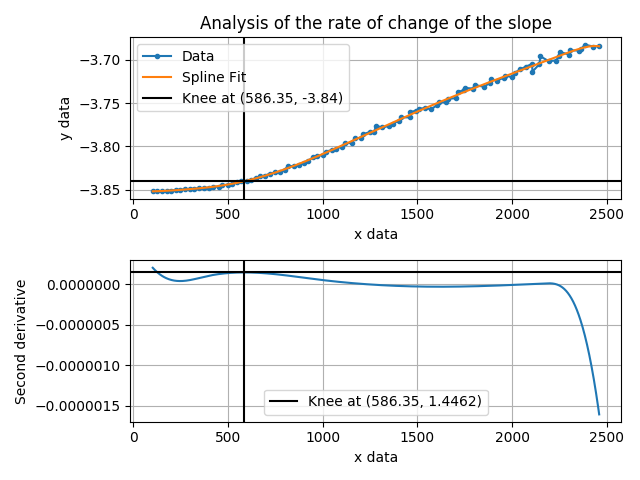 Analysis of the rate of change of the slope
Data
Spline Fit
Knee at (586.35, -3.84)
−3.70
−3.75
−3.80
−3.85
y data
0 500 1000 1500 2000 2500
x data
0.0000000
−0.0000005
−0.0000010
−0.0000015
Second derivative
Knee at (586.35, 1.4462)
0 500 1000 1500 2000 2500
x data